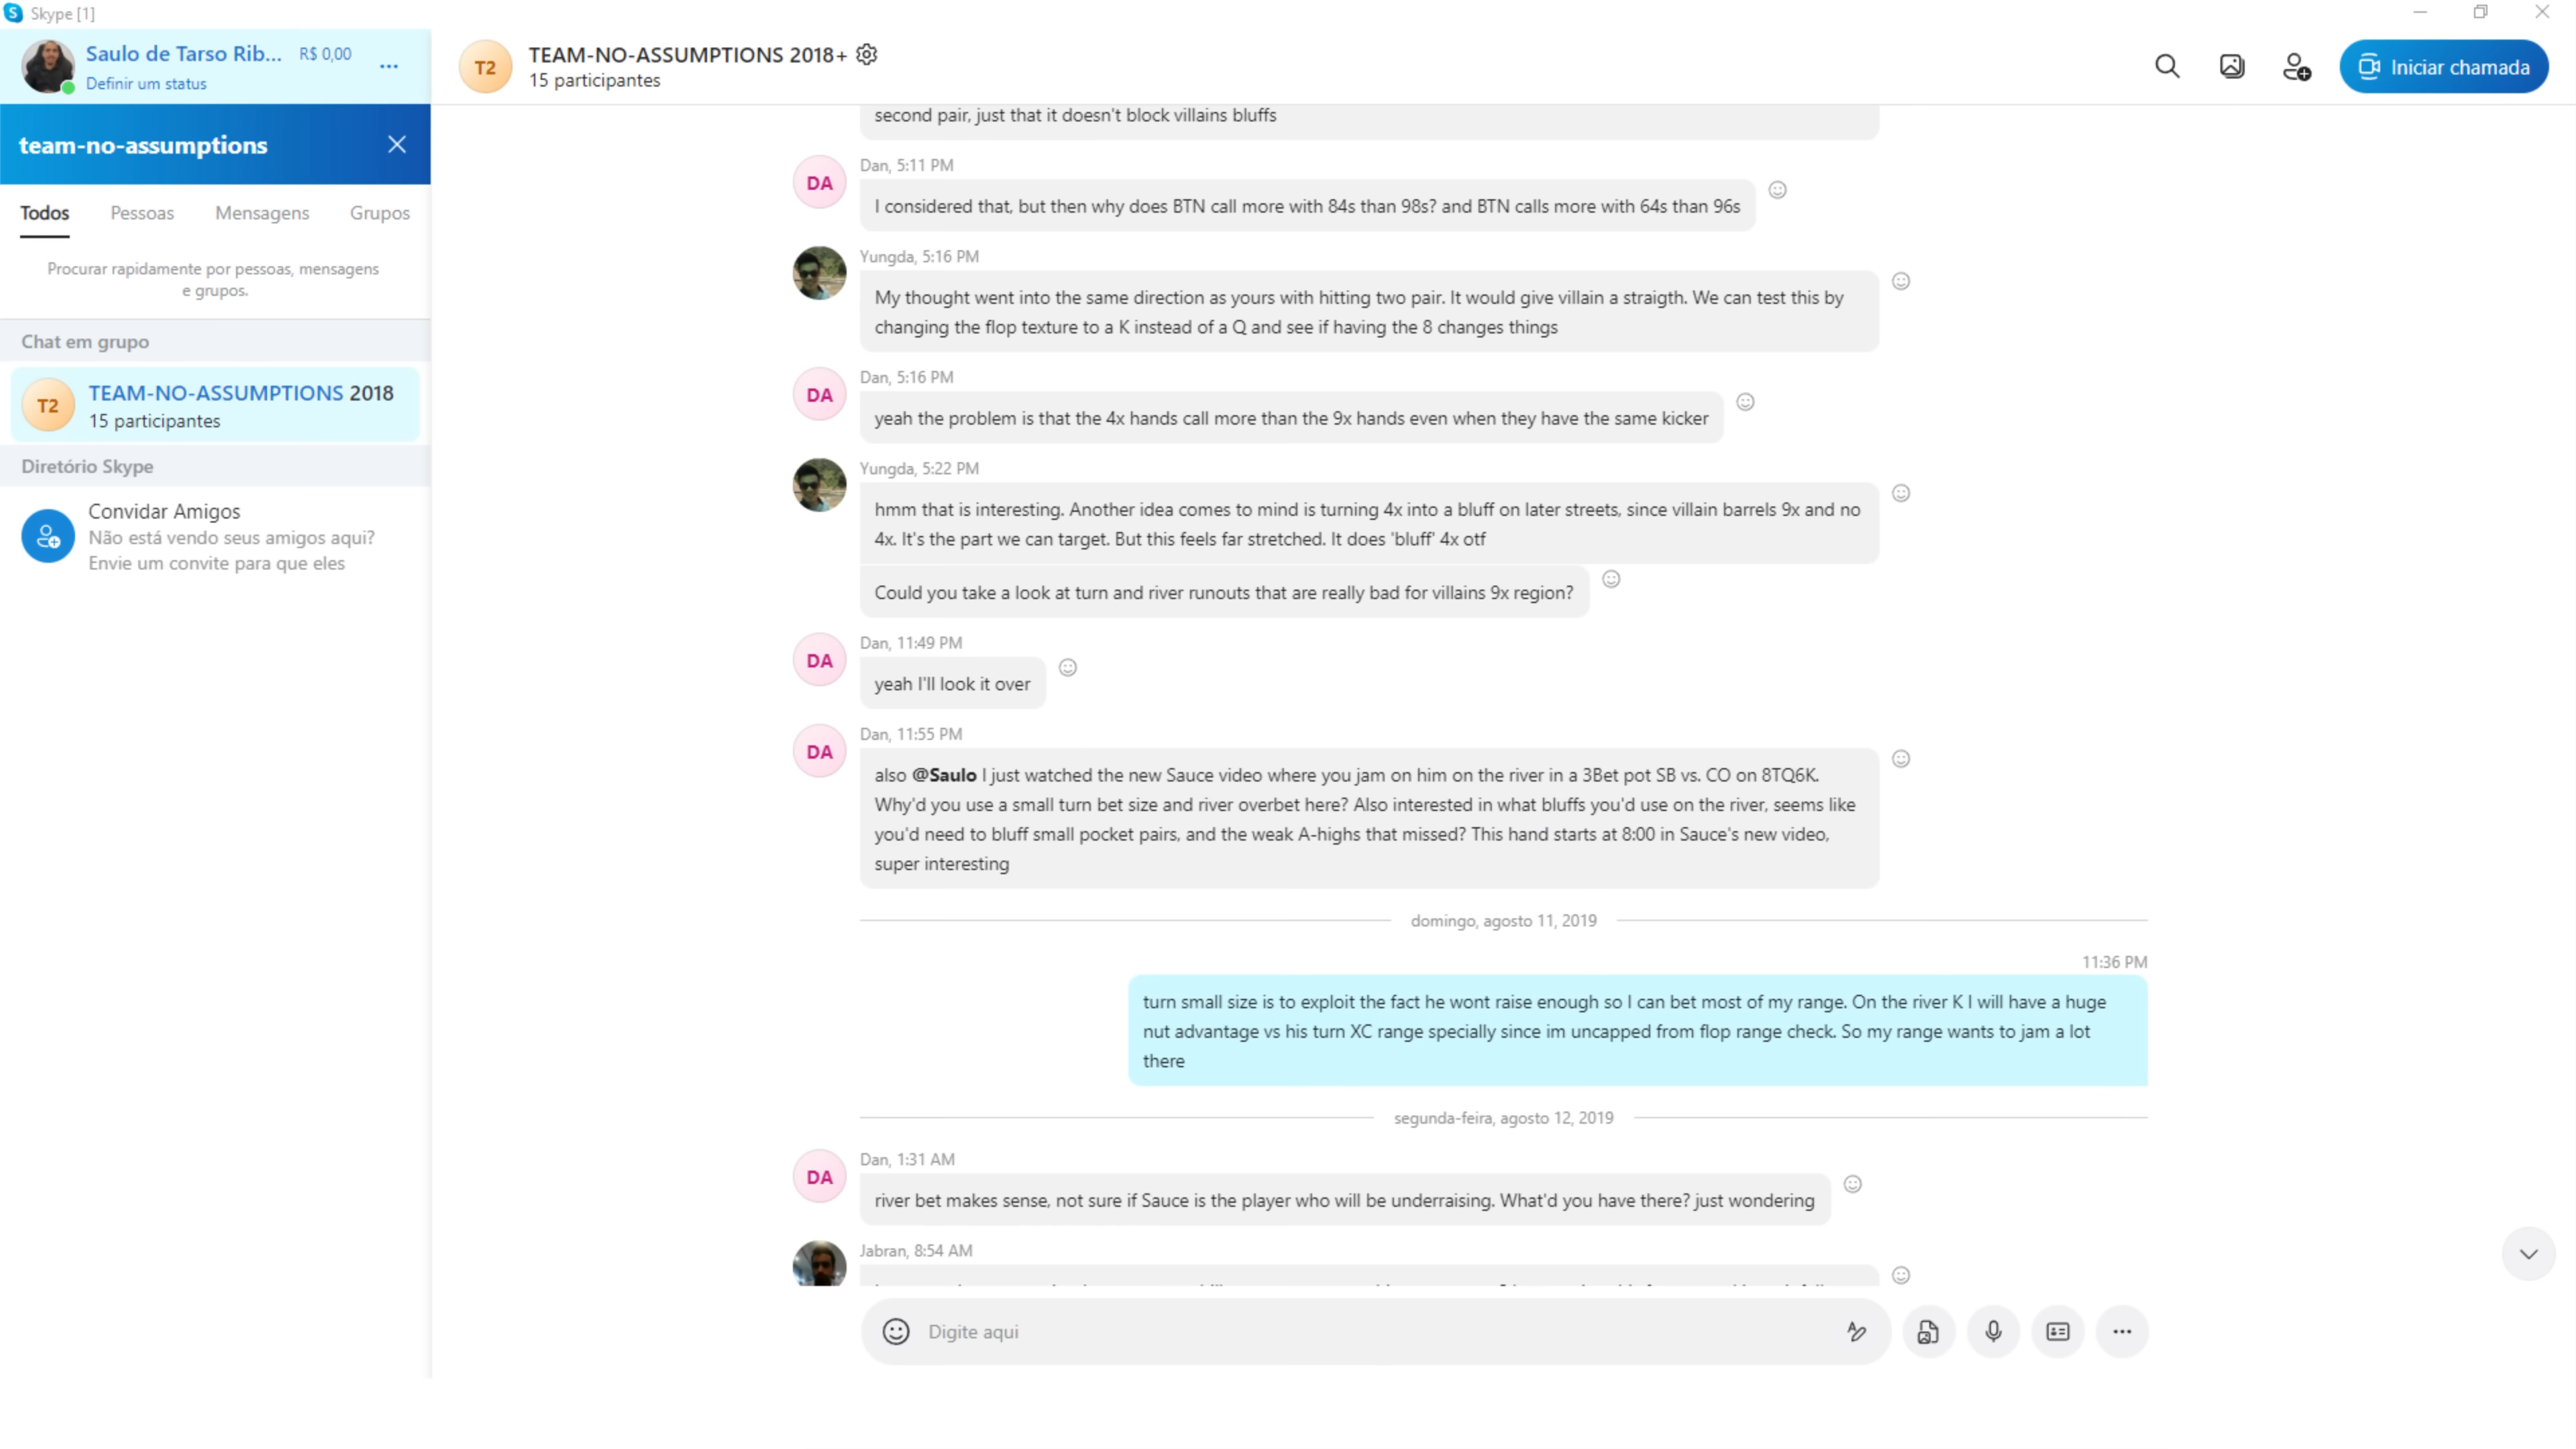 Skype [1]
Saulo de Tarso Rib... R$ 0,00
Definir um status
team-no-assumptions
Todos Pessoas Mensagens Grupos
Procurar rapidamente por pessoas, mensagens
e grupos.
Chat em grupo
T2
TEAM-NO-ASSUMPTIONS 2018
15 participantes
Diretório Skype
Convidar Amigos
Não está vendo seus amigos aqui?
Envie um convite para que eles
T2
TEAM-NO-ASSUMPTIONS 2018+
15 participantes
Iniciar chamada
second pair, just that it doesn't block villains bluffs
Dan, 5:11 PM
DA
I considered that, but then why does BTN call more with 84s than 98s? and BTN calls more with 64s than 96s
Yungda, 5:16 PM
My thought went into the same direction as yours with hitting two pair. It would give villain a straigth. We can test this by
changing the flop texture to a K instead of a Q and see if having the 8 changes things
Dan, 5:16 PM
DA
yeah the problem is that the 4x hands call more than the 9x hands even when they have the same kicker
Yungda, 5:22 PM
hmm that is interesting. Another idea comes to mind is turning 4x into a bluff on later streets, since villain barrels 9x and no
4x. It's the part we can target. But this feels far stretched. It does 'bluff' 4x otf
Could you take a look at turn and river runouts that are really bad for villains 9x region?
Dan, 11:49 PM
DA
yeah I'll look it over
Dan, 11:55 PM
DA
also @Saulo I just watched the new Sauce video where you jam on him on the river in a 3Bet pot SB vs. CO on 8TQ6K.
Why'd you use a small turn bet size and river overbet here? Also interested in what bluffs you'd use on the river, seems like
you'd need to bluff small pocket pairs, and the weak A-highs that missed? This hand starts at 8:00 in Sauce's new video,
super interesting
domingo, agosto 11, 2019
11:36 PM
turn small size is to exploit the fact he wont raise enough so I can bet most of my range. On the river K I will have a huge
nut advantage vs his turn XC range specially since im uncapped from flop range check. So my range wants to jam a lot
there
segunda-feira, agosto 12, 2019
Dan, 1:31 AM
DA
river bet makes sense, not sure if Sauce is the player who will be underraising. What'd you have there? just wondering
Jabran, 8:54 AM
Digite aqui